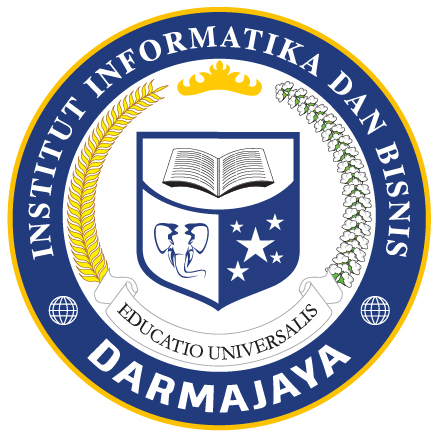 INSTITUT INFORMATIKA DAN BISNIS
EDUCATIO UNIVERSALIS
DARMAJAYA